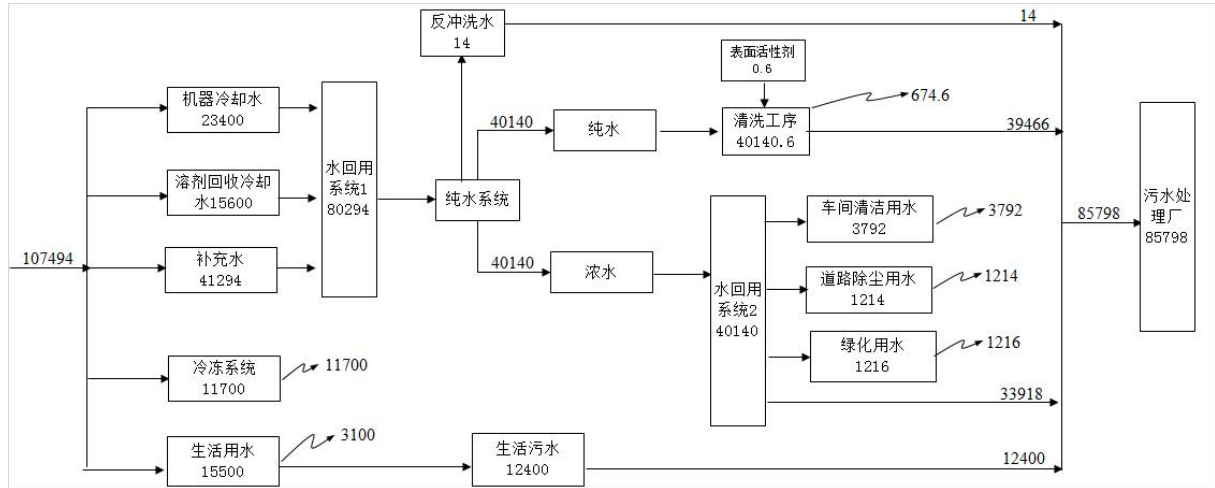 反冲洗水
14
14
表面活性剂
0.6
674.6
机器冷却水
23400
水回用
系统1
80294
40140
纯水
清洗工序
40140.6
39466
溶剂回收冷却
水15600
纯水系统
车间清洁用水
3792
3792
污水处
理厂
85798
85798
107494
补充水
41294
40140
浓水
水回用
系统2
40140
道路除尘用水
1214
1214
绿化用水
1216
1216
冷冻系统
11700
11700
33918
生活用水
15500
3100
生活污水
12400
12400